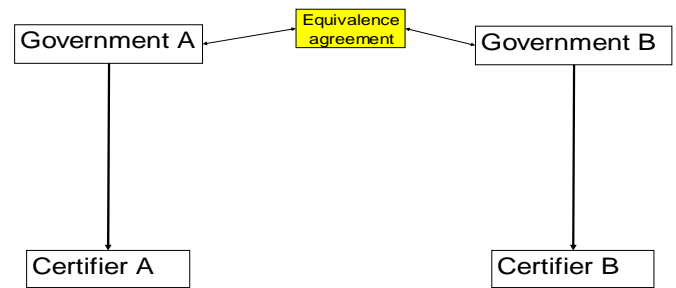 Equivalence
agreement
Government A
Government B
Certifier A
Certifier B